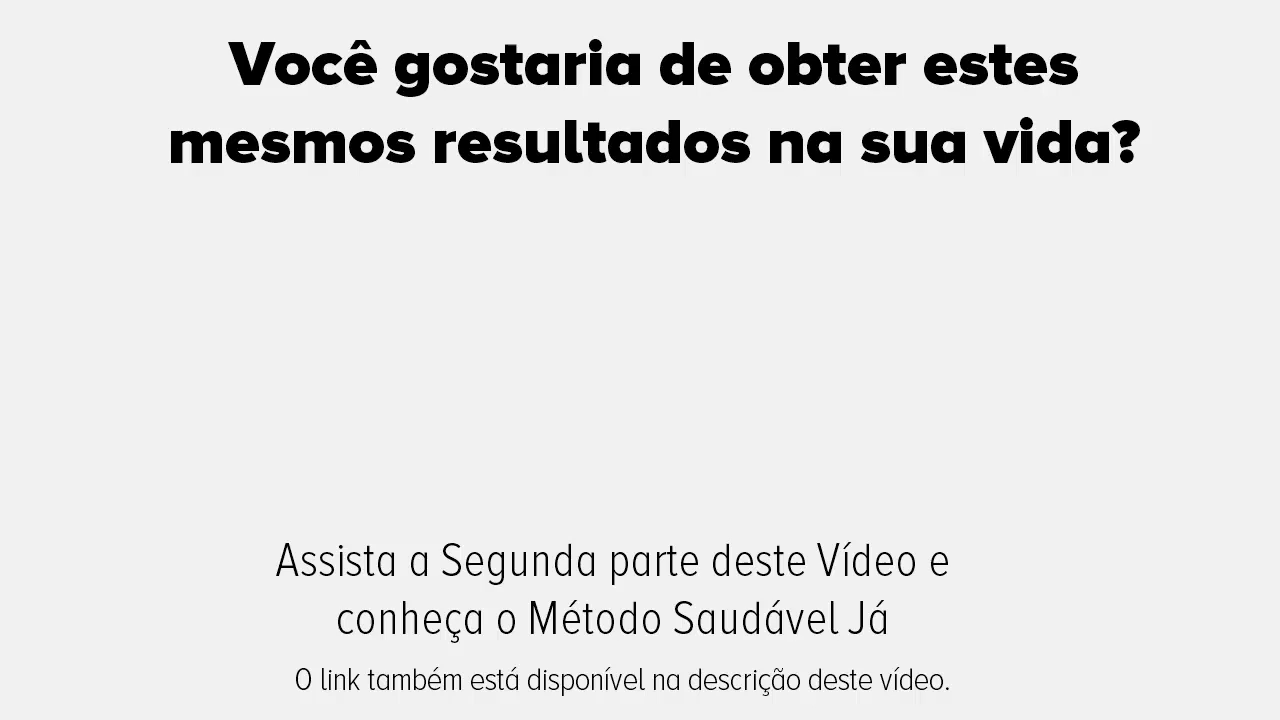 Você gostaria de obter estes
mesmos resultados na sua vida?
Assista a Segunda parte deste Vídeo e
conheça o Método Saudável Já
O link também está disponível na descrição deste vídeo.